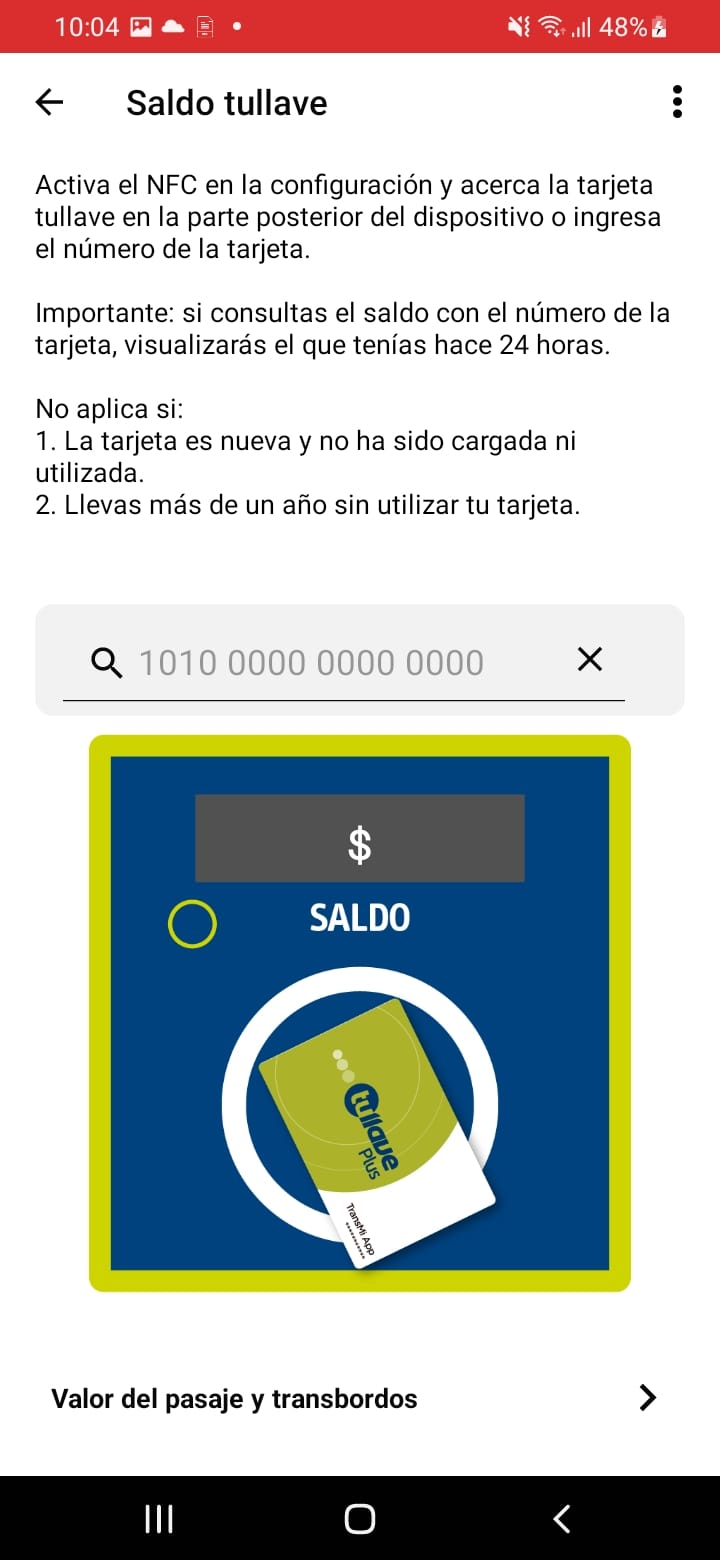 10:04
48%
Saldo tullave
Activa el NFC en la configuración y acerca la tarjeta
tullave en la parte posterior del dispositivo o ingresa
el número de la tarjeta.
Importante: si consultas el saldo con el número de la
tarjeta, visualizarás el que tenías hace 24 horas.
No aplica si:
1. La tarjeta es nueva y no ha sido cargada ni
utilizada.
2. Llevas más de un año sin utilizar tu tarjeta.
1010 0000 0000 0000
$
SALDO
tullave
Plus
TransMi App
Valor del pasaje y transbordos